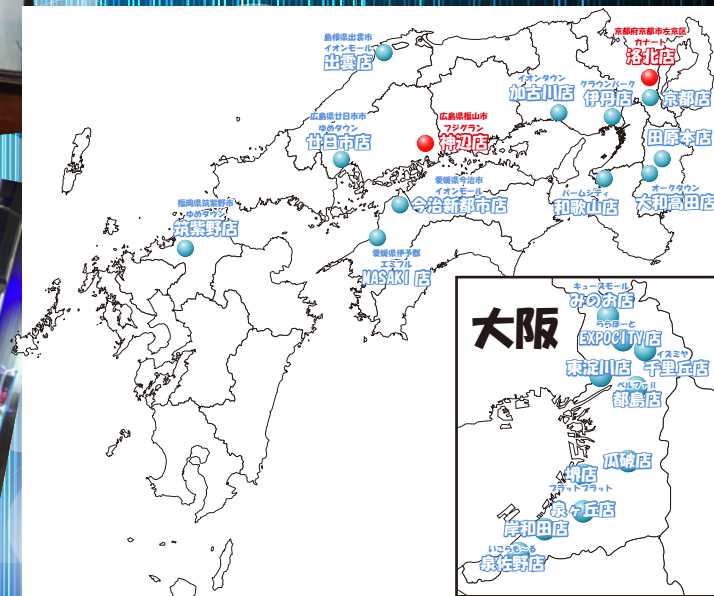 京都府京都市左京区
カナート
洛北店
島根県出雲市
イオンモール
出雲店
イオンタウン
加古川店
クラウンパーク
伊丹店
京都店
広島県廿日市市
ゆめタウン
廿日市店
広島県福山市
フジグラン
神辺店
田原本店
愛媛県今治市
イオンモール
今治新都市店
パームシティ
和歌山店
オークタウン
大和高田店
福岡県筑紫野市
ゆめタウン
筑紫野店
愛媛県伊予郡
エミフル
MASAKI 店
大阪
キューズモール
みのお店
ららぽーと
EXPOCITY店
イズミヤ
千里丘店
東淀川店
ベルファ
都島店
瓜破店
堺店
プラットプラット
泉ヶ丘店
岸和田店
いこらも〜る
泉佐野店